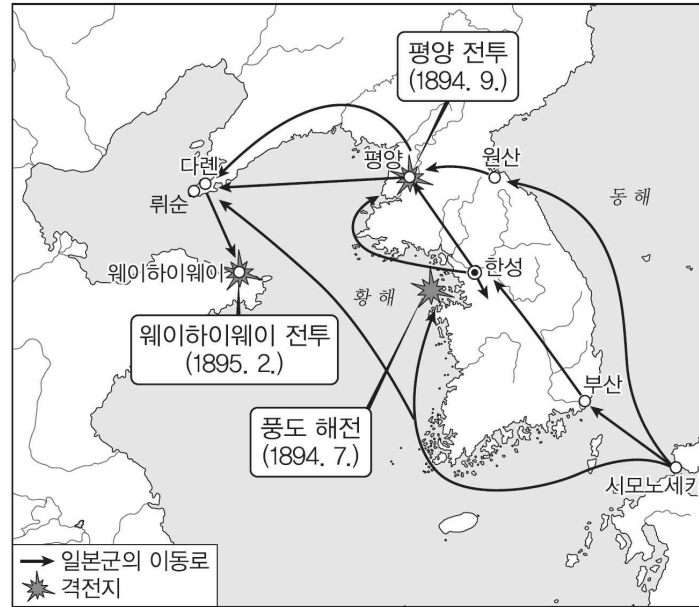 평양 전투
(1894. 9.)
다롄
뤼순
평양
원산
동해
웨이하이웨이
황해
한성
웨이하이웨이 전투
(1895. 2.)
풍도 해전
(1894. 7.)
부산
시모노세키
일본군의 이동로
격전지